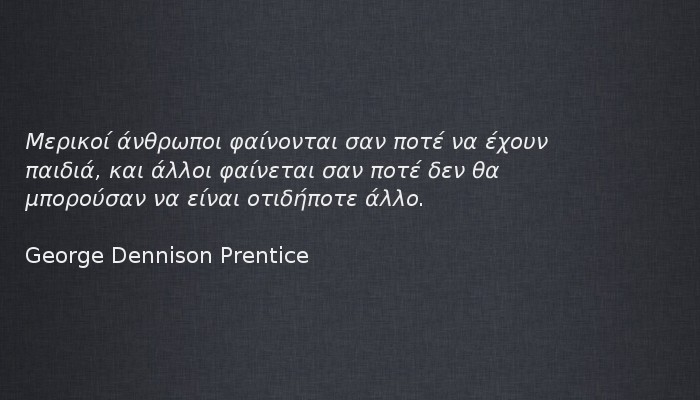 Μερικοί άνθρωποι φαίνονται σαν ποτέ να έχουν
παιδιά, και άλλοι φαίνεται σαν ποτέ δεν θα
μπορούσαν να είναι οτιδήποτε άλλο.
George Dennison Prentice